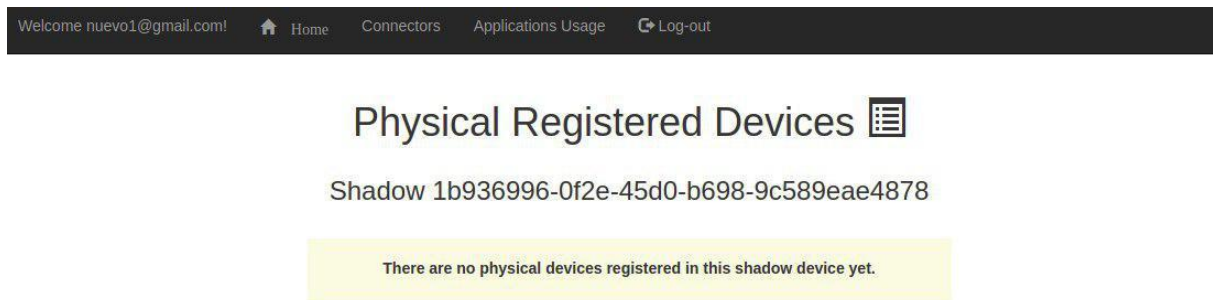 Welcome nuevo1@gmail.com! Home Connectors Applications Usage Log-out
Physical Registered Devices
Shadow 1b936996-0f2e-45d0-b698-9c589eae4878
There are no physical devices registered in this shadow device yet.